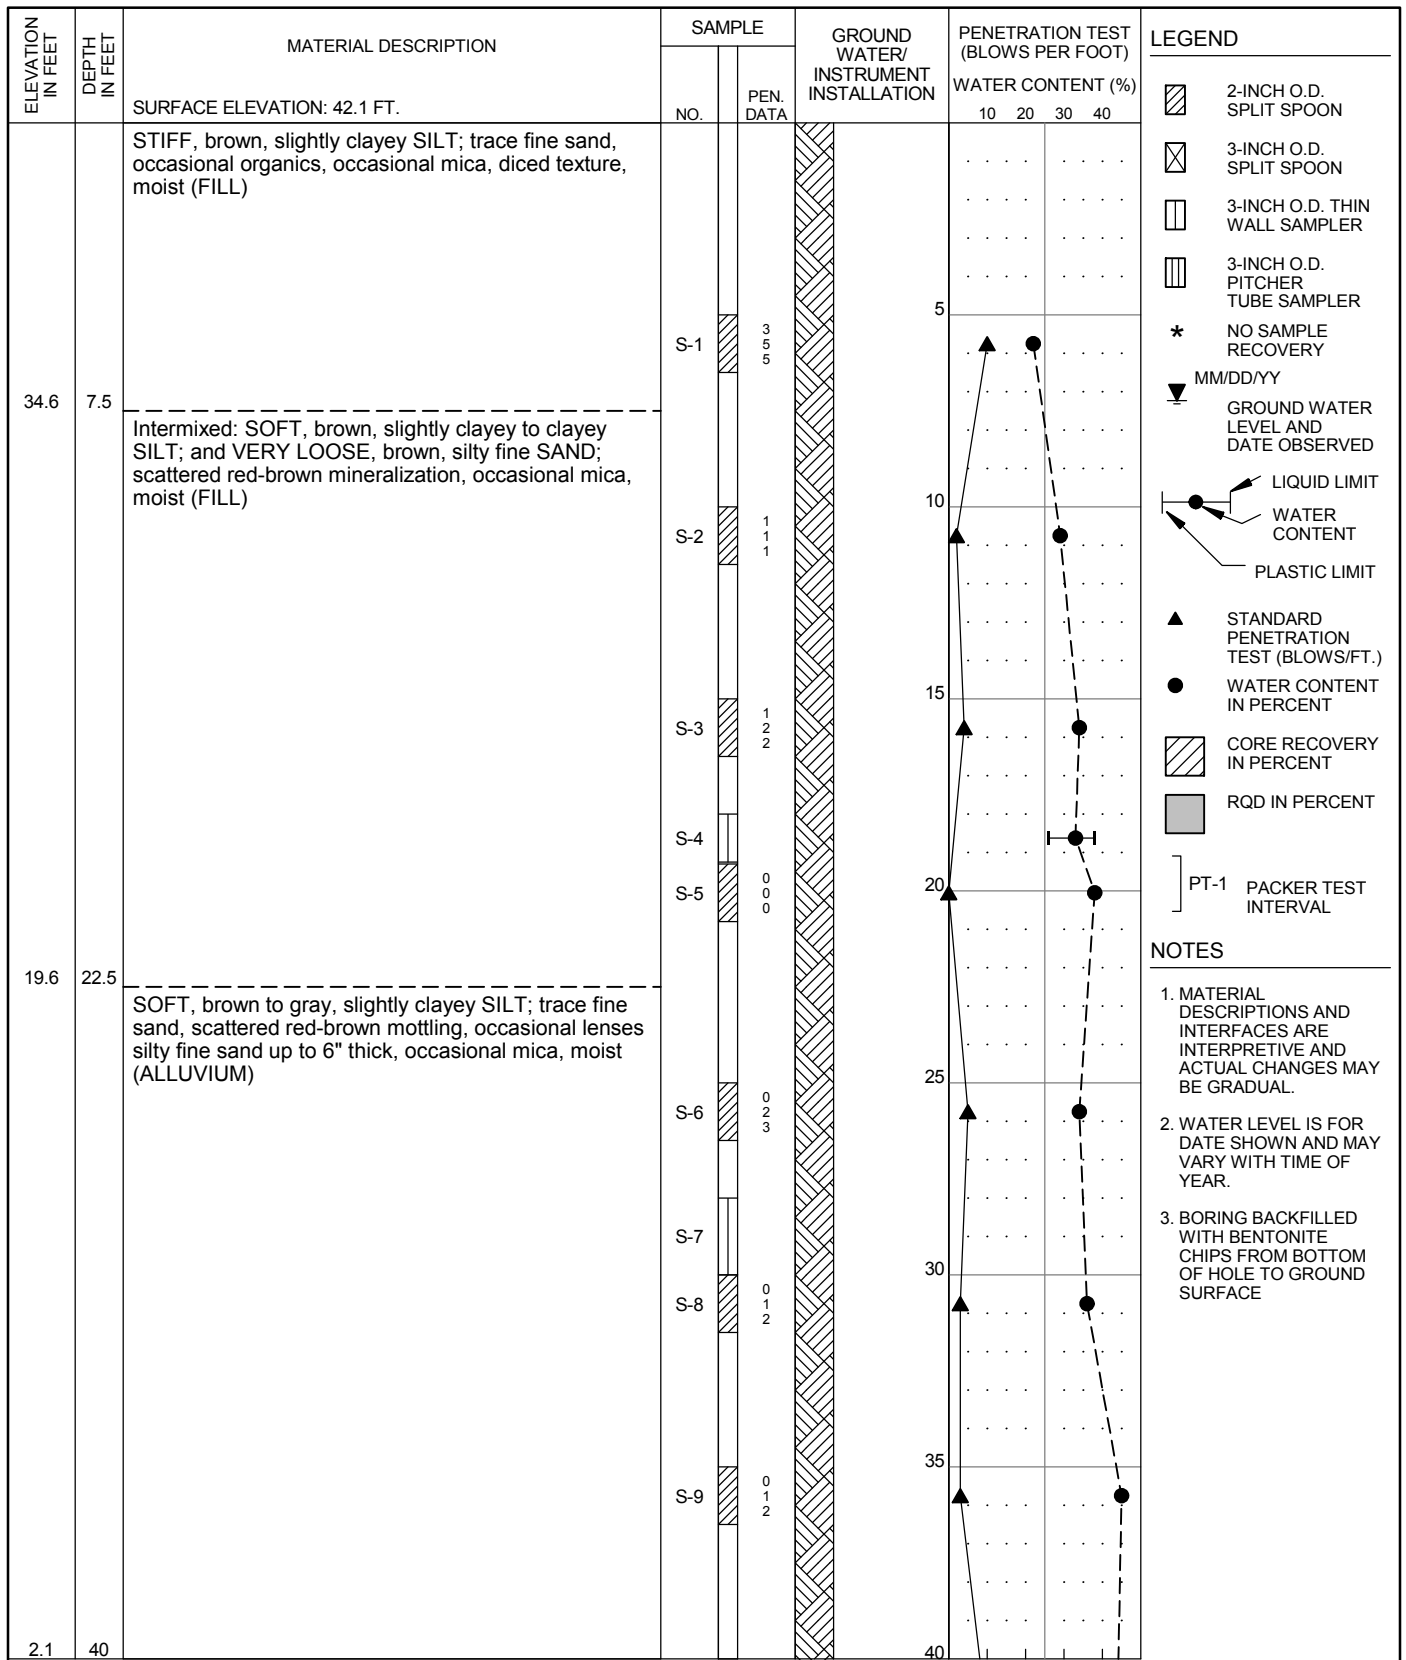 ELEVATION
IN FEET
DEPTH
IN FEET
MATERIAL DESCRIPTION
SURFACE ELEVATION: 42.1 FT.
SAMPLE
NO.
PEN.
DATA
GROUND
WATER/
INSTRUMENT
INSTALLATION
PENETRATION TEST
(BLOWS PER FOOT)
WATER CONTENT (%)
10 20 30 40
STIFF, brown, slightly clayey SILT; trace fine sand,
occasional organics, occasional mica, diced texture,
moist (FILL)
5
S-1
3
5
5
34.6 7.5
Intermixed: SOFT, brown, slightly clayey to clayey
SILT; and VERY LOOSE, brown, silty fine SAND;
scattered red-brown mineralization, occasional mica,
moist (FILL)
10
S-2
1
1
1
15
S-3
1
2
2
S-4
20
S-5
0
0
0
19.6 22.5
SOFT, brown to gray, slightly clayey SILT; trace fine
sand, scattered red-brown mottling, occasional lenses
silty fine sand up to 6" thick, occasional mica, moist
(ALLUVIUM)
25
S-6
0
2
3
S-7
30
S-8
0
1
2
35
S-9
0
1
2
2.1 40
40
LEGEND
2-INCH O.D.
SPLIT SPOON
3-INCH O.D.
SPLIT SPOON
3-INCH O.D. THIN
WALL SAMPLER
3-INCH O.D.
PITCHER
TUBE SAMPLER
* NO SAMPLE
RECOVERY
MM/DD/YY
GROUND WATER
LEVEL AND
DATE OBSERVED
LIQUID LIMIT
WATER
CONTENT
PLASTIC LIMIT
STANDARD
PENETRATION
TEST (BLOWS/FT.)
WATER CONTENT
IN PERCENT
CORE RECOVERY
IN PERCENT
RQD IN PERCENT
PT-1 PACKER TEST
INTERVAL
NOTES
1. MATERIAL
DESCRIPTIONS AND
INTERFACES ARE
INTERPRETIVE AND
ACTUAL CHANGES MAY
BE GRADUAL.
2. WATER LEVEL IS FOR
DATE SHOWN AND MAY
VARY WITH TIME OF
YEAR.
3. BORING BACKFILLED
WITH BENTONITE
CHIPS FROM BOTTOM
OF HOLE TO GROUND
SURFACE